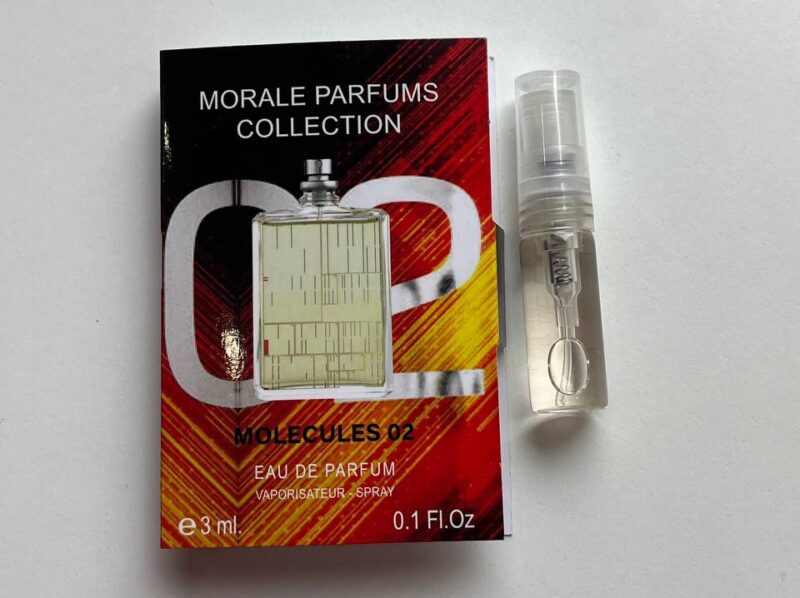 MORALE PARFUMS
COLLECTION
02
MOLECULES 02
EAU DE PARFUM
VAPORISATEUR - SPRAY
℮ 3 ml.
0.1 Fl.Oz